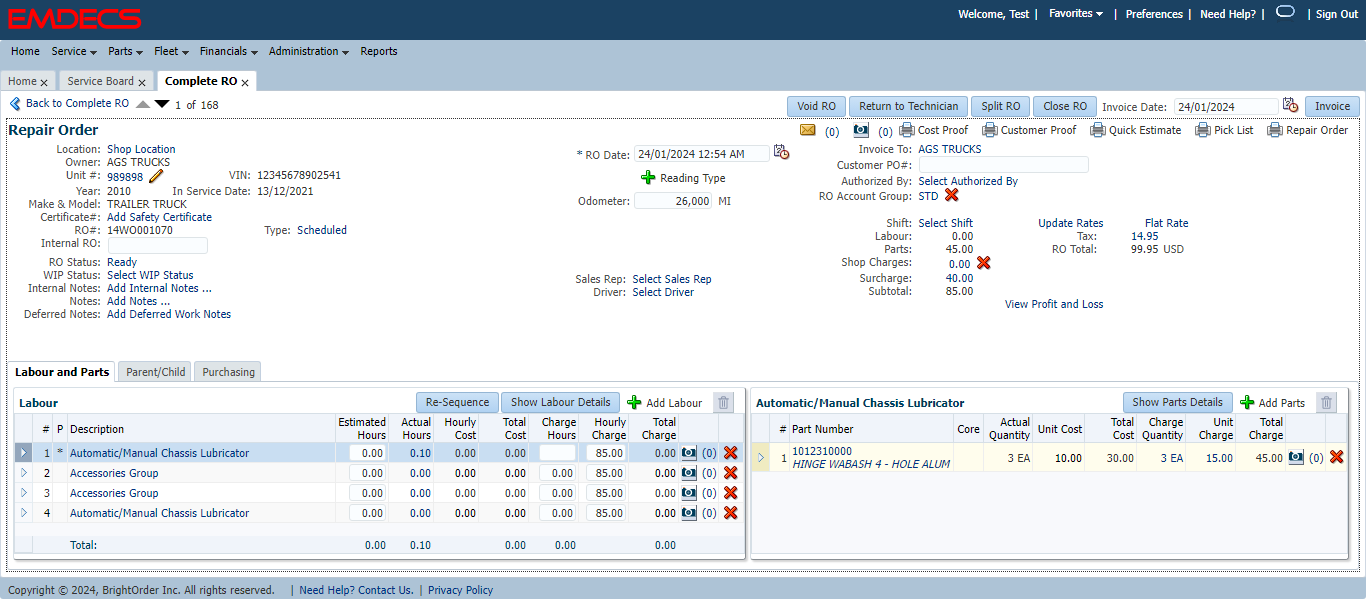 EMDECS
Welcome, Test | Favorites | Preferences | Need Help? | | Sign Out
Home Service Parts Fleet Financials Administration Reports
Home Service Board Complete RO
Back to Complete RO 1 of 168 Void RO Return to Technician Split RO Close RO Invoice Date: 24/01/2024 Invoice
Repair Order (0) (0) Cost Proof Customer Proof Quick Estimate Pick List Repair Order
Location: Shop Location
Owner: AGS TRUCKS
Unit #: 989898 VIN: 12345678902541
Year: 2010 In Service Date: 13/12/2021
Make & Model: TRAILER TRUCK
Certificate#: Add Safety Certificate
RO#: 14WO001070 Type: Scheduled
Internal RO:
RO Status: Ready
WIP Status: Select WIP Status
Internal Notes: Add Internal Notes ...
Notes: Add Notes ...
Deferred Notes: Add Deferred Work Notes
* RO Date: 24/01/2024 12:54 AM
Reading Type
Odometer: 26,000 MI
Sales Rep: Select Sales Rep
Driver: Select Driver
Invoice To: AGS TRUCKS
Customer PO#:
Authorized By: Select Authorized By
RO Account Group: STD
Shift: Select Shift Update Rates Flat Rate
Labour: 0.00 Tax: 14.95
Parts: 45.00 RO Total: 99.95 USD
Shop Charges: 0.00
Surcharge: 40.00
Subtotal: 85.00
View Profit and Loss
Labour and Parts Parent/Child Purchasing
Labour Re-Sequence Show Labour Details Add Labour
# P Description Estimated Hours Actual Hours Hourly Cost Total Cost Charge Hours Hourly Charge Total Charge
1 * Automatic/Manual Chassis Lubricator 0.00 0.10 0.00 0.00 85.00 0.00 (0)
2 Accessories Group 0.00 0.00 0.00 0.00 0.00 85.00 0.00 (0)
3 Accessories Group 0.00 0.00 0.00 0.00 0.00 85.00 0.00 (0)
4 Automatic/Manual Chassis Lubricator 0.00 0.00 0.00 0.00 0.00 85.00 0.00 (0)
Total: 0.00 0.10 0.00 0.00 0.00
Automatic/Manual Chassis Lubricator Show Parts Details Add Parts
# Part Number Core Actual Quantity Unit Cost Total Cost Charge Quantity Unit Charge Total Charge
1 1012310000 3 EA 10.00 30.00 3 EA 15.00 45.00 (0)
HINGE WABASH 4 - HOLE ALUM
Copyright © 2024, BrightOrder Inc. All rights reserved. | Need Help? Contact Us. | Privacy Policy